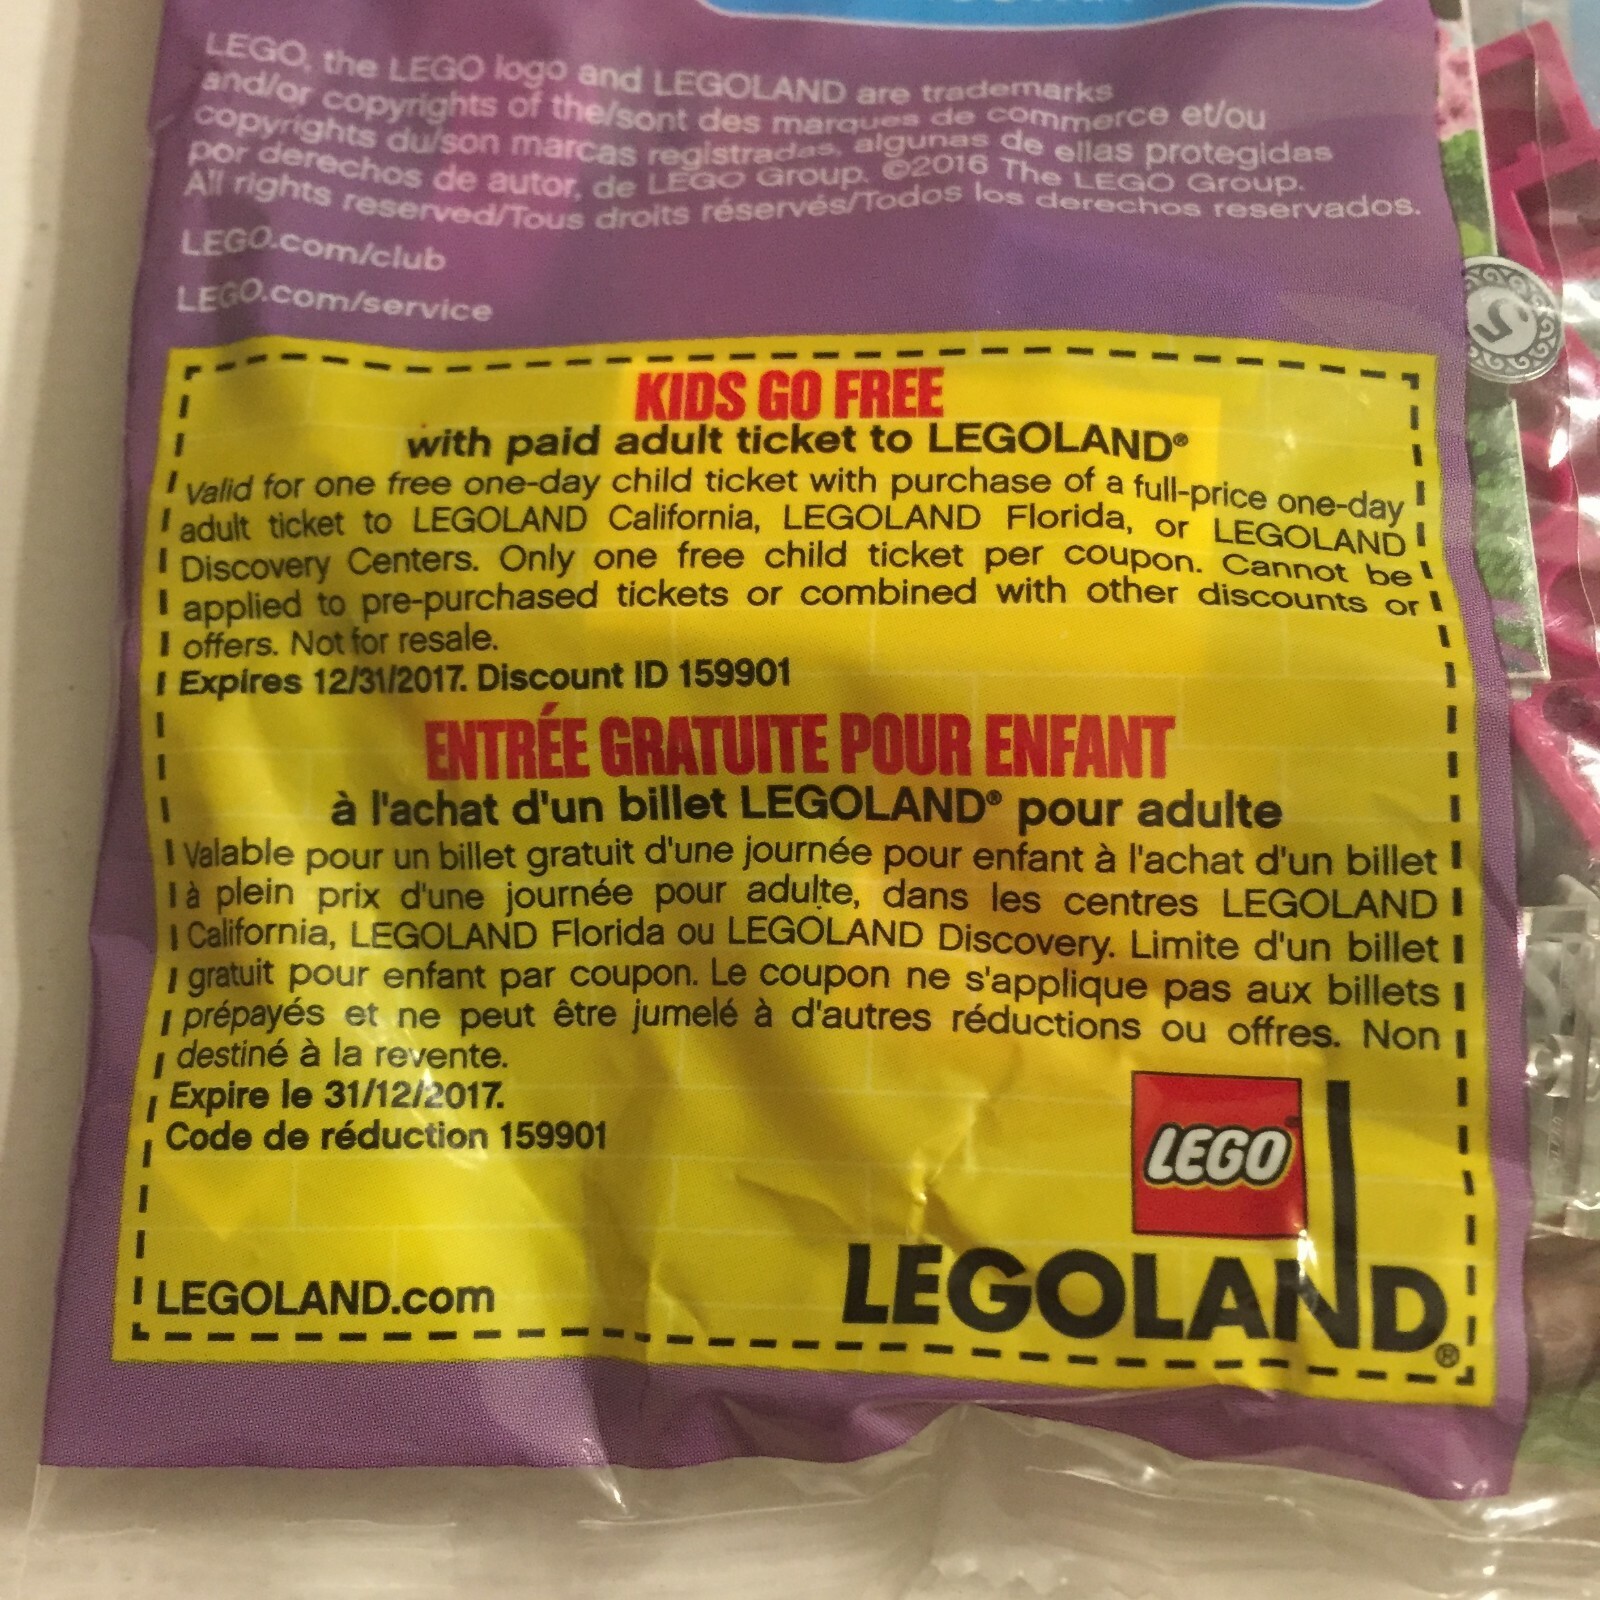 LEGO, the LEGO logo and LEGOLAND are trademarks
and/or copyrights of the/sont des marques de commerce et/ou
copyrights du/son marcas registradas, algunas de ellas protegidas
por derechos de autor, de LEGO Group. ©2016 The LEGO Group.
All rights reserved/Tous droits réservés/Todos los derechos reservados.
LEGO.com/club
LEGO.com/service
KIDS GO FREE
with paid adult ticket to LEGOLAND®
Valid for one free one-day child ticket with purchase of a full-price one-day
adult ticket to LEGOLAND California, LEGOLAND Florida, or LEGOLAND
Discovery Centers. Only one free child ticket per coupon. Cannot be
applied to pre-purchased tickets or combined with other discounts or
offers. Not for resale.
Expires 12/31/2017. Discount ID 159901
ENTRÉE GRATUITE POUR ENFANT
à l'achat d'un billet LEGOLAND® pour adulte
Valable pour un billet gratuit d'une journée pour enfant à l'achat d'un billet
à plein prix d'une journée pour adulte, dans les centres LEGOLAND
California, LEGOLAND Florida ou LEGOLAND Discovery. Limite d'un billet
gratuit pour enfant par coupon. Le coupon ne s'applique pas aux billets
prépayés et ne peut être jumelé à d'autres réductions ou offres. Non
destiné à la revente.
Expire le 31/12/2017.
Code de réduction 159901
LEGO
LEGOLAND.com
LEGOLAND®